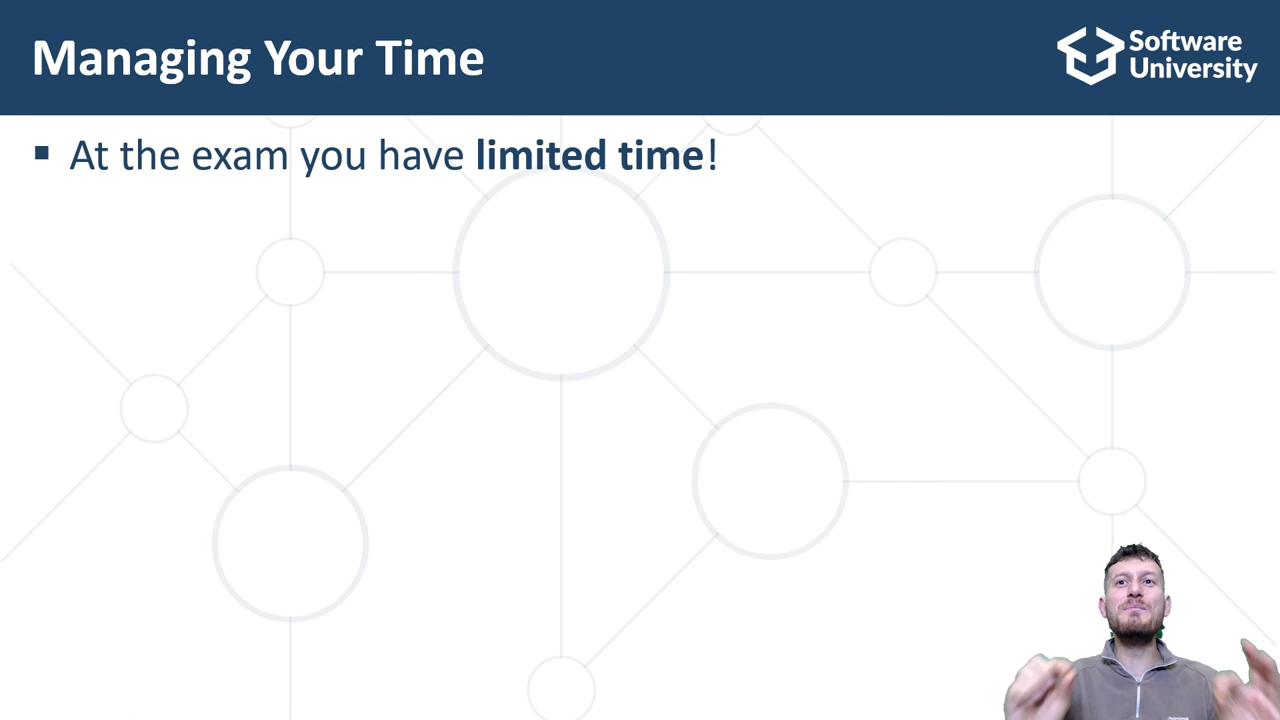 Managing Your Time
Software
University
▪ At the exam you have limited time!